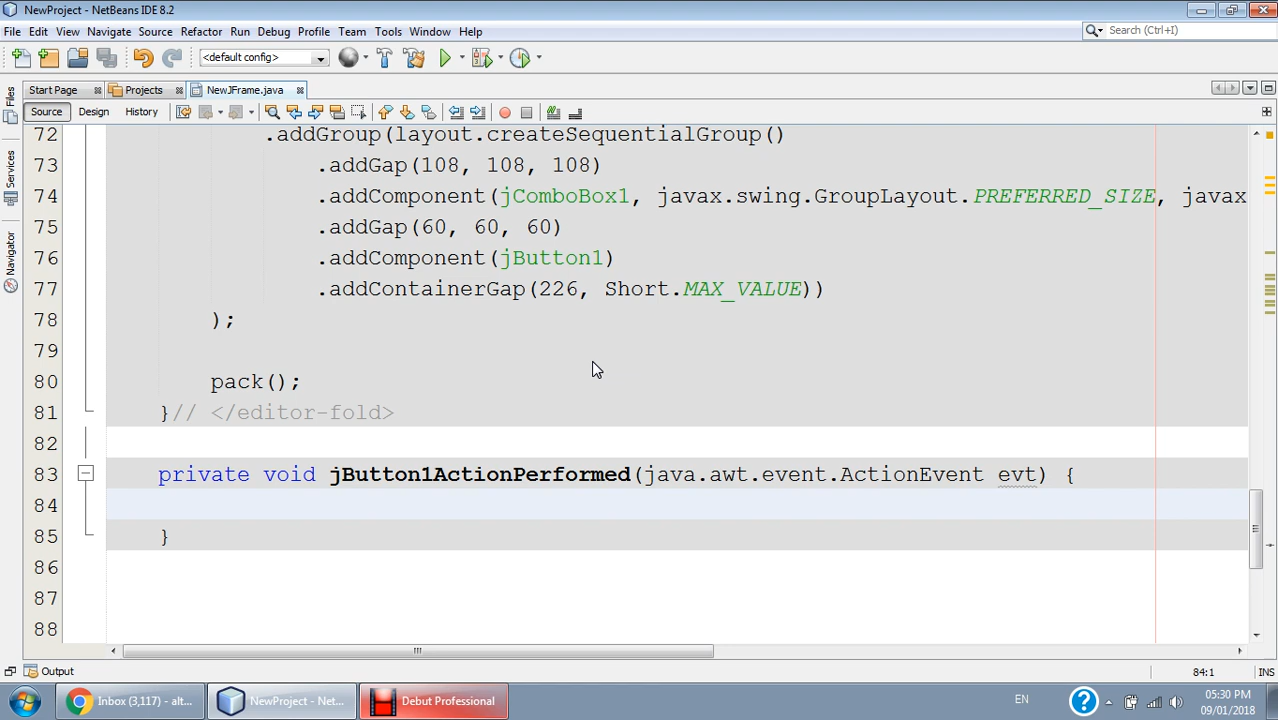 NewProject - NetBeans IDE 8.2
File Edit View Navigate Source Refactor Run Debug Profile Team Tools Window Help
Search (Ctrl+I)
<default config>
Start Page
Projects
NewJFrame.java
Source
Design
History
Files
Services
Navigator
72 .addGroup(layout.createSequentialGroup()
73 .addGap(108, 108, 108)
74 .addComponent(jComboBox1, javax.swing.GroupLayout.PREFERRED_SIZE, javax
75 .addGap(60, 60, 60)
76 .addComponent(jButton1)
77 .addContainerGap(226, Short.MAX_VALUE))
78 );
79
80 pack();
81 }// </editor-fold>
82
83 private void jButton1ActionPerformed(java.awt.event.ActionEvent evt) {
84
85 }
86
87
88
Output
84:1
INS
Inbox (3,117) - alt...
NewProject - Net...
Debut Professional
EN
05:30 PM
09/01/2018